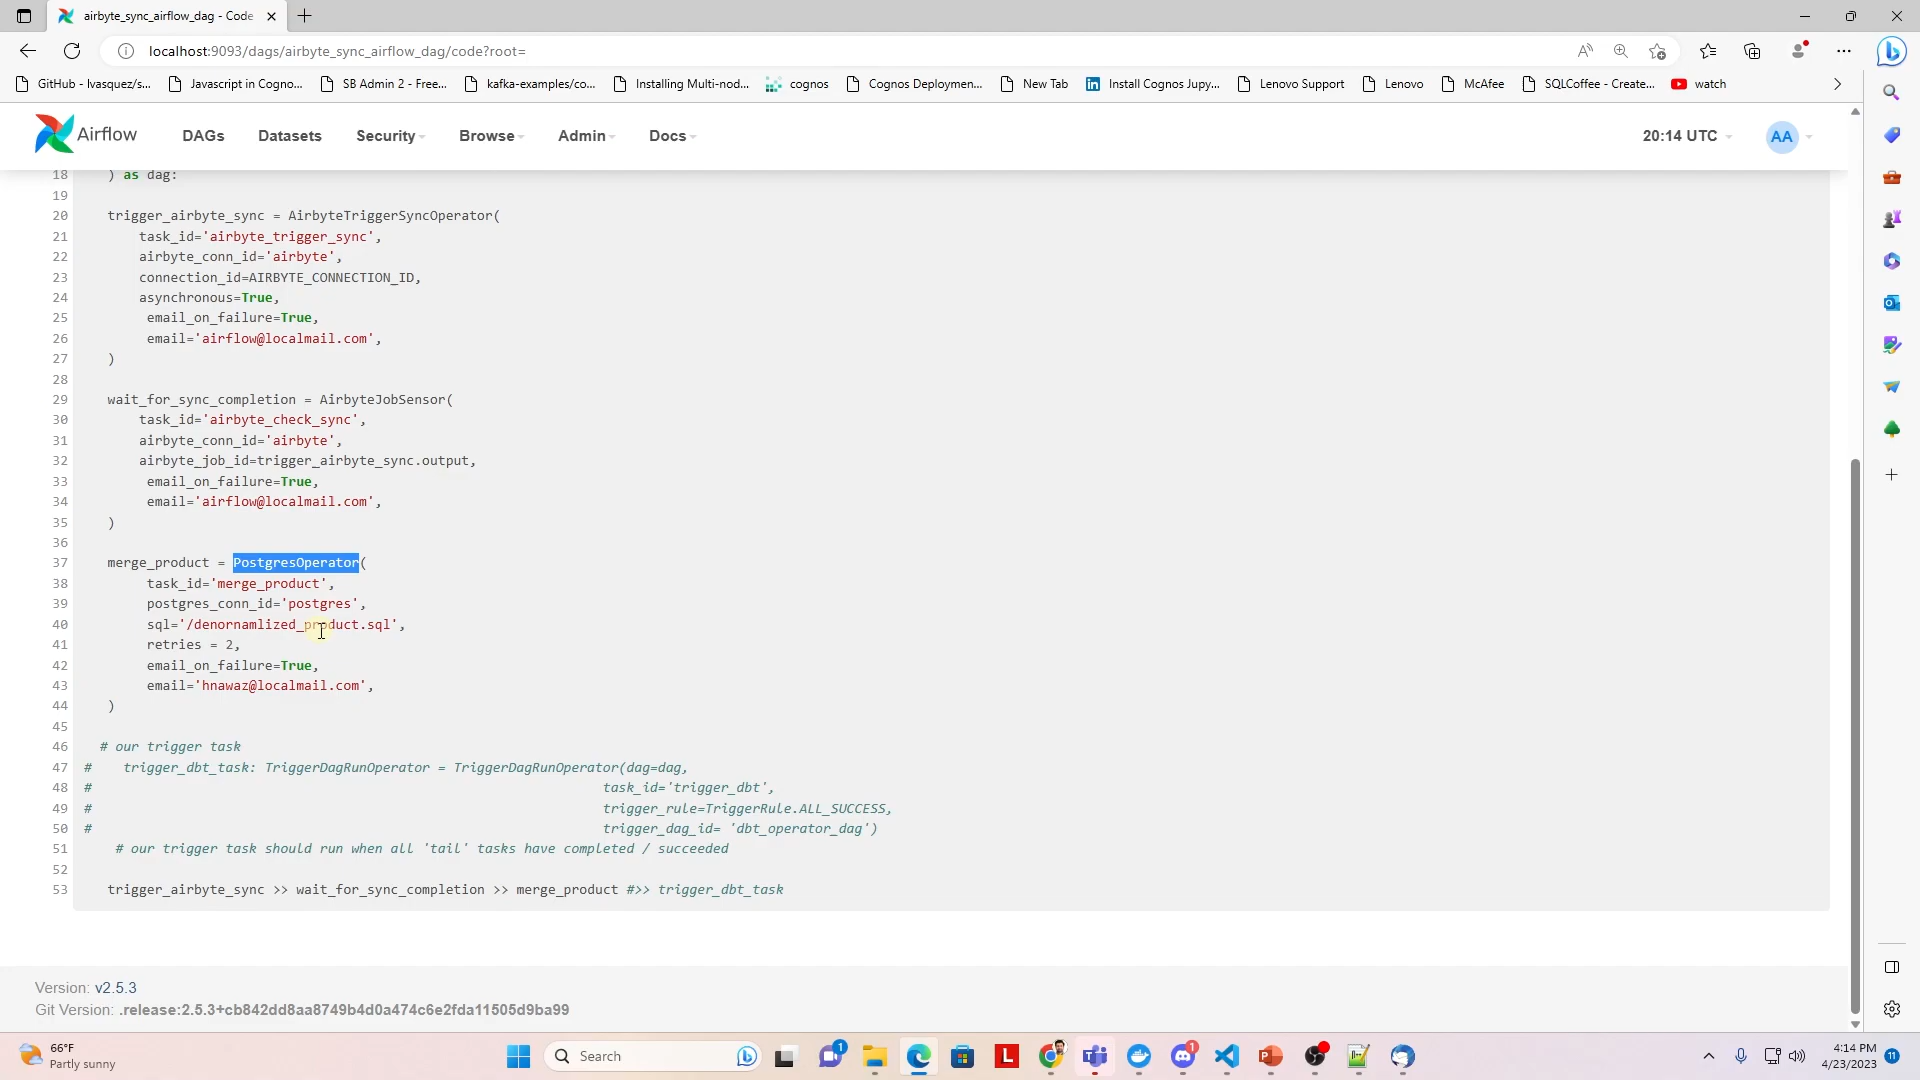 airbyte_sync_airflow_dag - Code
localhost:9093/dags/airbyte_sync_airflow_dag/code?root=
GitHub - lvasquez/s... Javascript in Cogno... SB Admin 2 - Free... kafka-examples/co... Installing Multi-nod... cognos Cognos Deploymen... New Tab Install Cognos Jupy... Lenovo Support Lenovo McAfee SQLCoffee - Create... watch
Airflow DAGs Datasets Security Browse Admin Docs 20:14 UTC AA
18 ) as dag:
19
20 trigger_airbyte_sync = AirbyteTriggerSyncOperator(
21 task_id='airbyte_trigger_sync',
22 airbyte_conn_id='airbyte',
23 connection_id=AIRBYTE_CONNECTION_ID,
24 asynchronous=True,
25 email_on_failure=True,
26 email='airflow@localmail.com',
27 )
28
29 wait_for_sync_completion = AirbyteJobSensor(
30 task_id='airbyte_check_sync',
31 airbyte_conn_id='airbyte',
32 airbyte_job_id=trigger_airbyte_sync.output,
33 email_on_failure=True,
34 email='airflow@localmail.com',
35 )
36
37 merge_product = PostgresOperator(
38 task_id='merge_product',
39 postgres_conn_id='postgres',
40 sql='/denornamlized_product.sql',
41 retries = 2,
42 email_on_failure=True,
43 email='hnawaz@localmail.com',
44 )
45
46 # our trigger task
47 # trigger_dbt_task: TriggerDagRunOperator = TriggerDagRunOperator(dag=dag,
48 # task_id='trigger_dbt',
49 # trigger_rule=TriggerRule.ALL_SUCCESS,
50 # trigger_dag_id= 'dbt_operator_dag')
51 # our trigger task should run when all 'tail' tasks have completed / succeeded
52
53 trigger_airbyte_sync >> wait_for_sync_completion >> merge_product #>> trigger_dbt_task
Version: v2.5.3
Git Version: .release:2.5.3+cb842dd8aa8749b4d0a474c6e2fda11505d9ba99
66°F
Partly sunny
Search
1
L
1
4:14 PM
4/23/2023
11